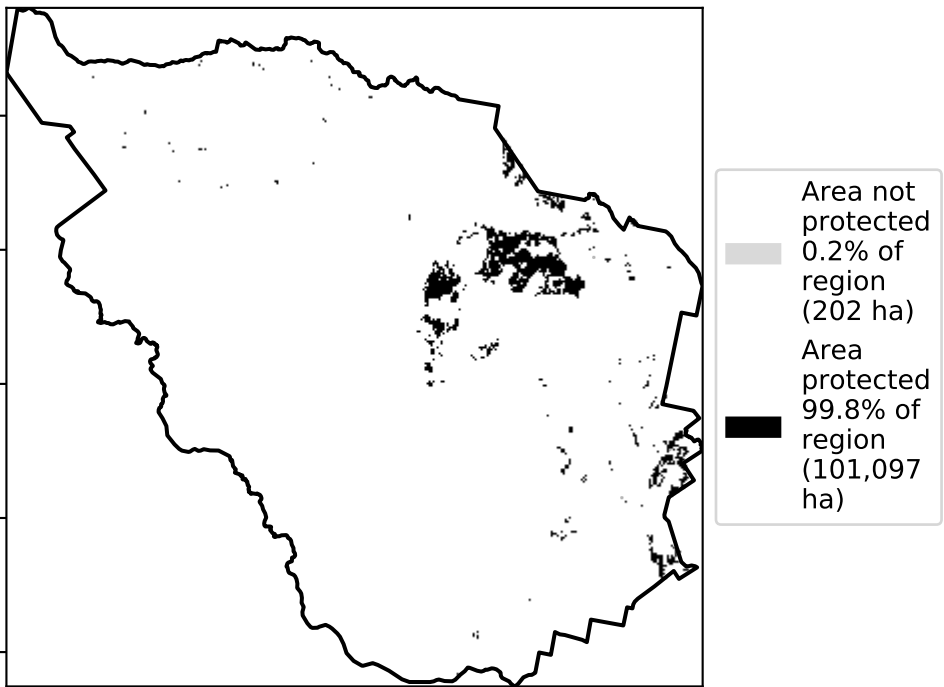 Area not
protected
0.2% of
region
(202 ha)
Area
protected
99.8% of
region
(101,097
ha)